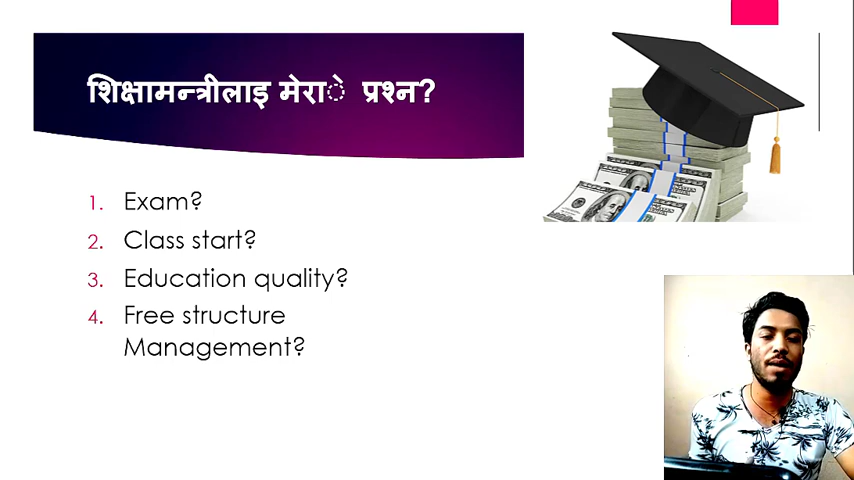 शिक्षामन्त्रीलाइ मेराे प्रश्न?
1. Exam?
2. Class start?
3. Education quality?
4. Free structure
Management?